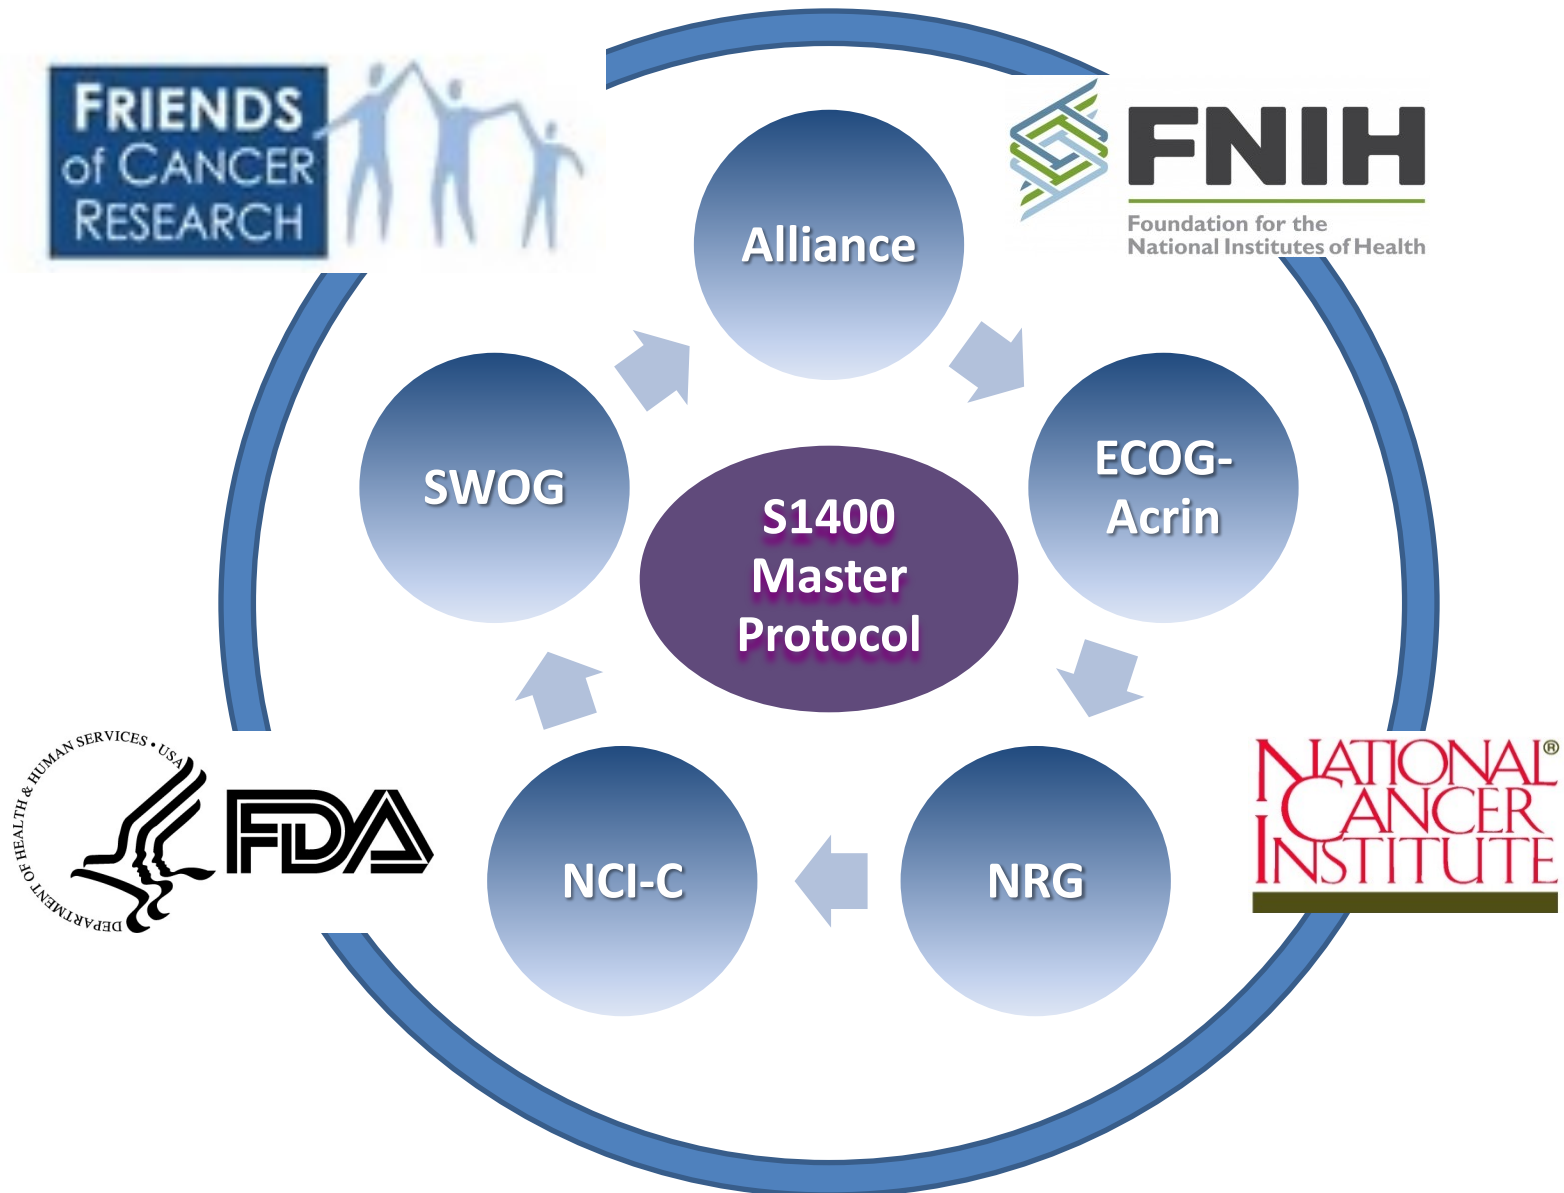 FRIENDS
of CANCER
RESEARCH
FNIH
Foundation for the
National Institutes of Health
Alliance
SWOG
ECOG-
Acrin
S1400
Master
Protocol
DEPARTMENT OF HEALTH & HUMAN SERVICES • USA
FDA
NATIONAL®
CANCER
INSTITUTE
NCI-C
NRG